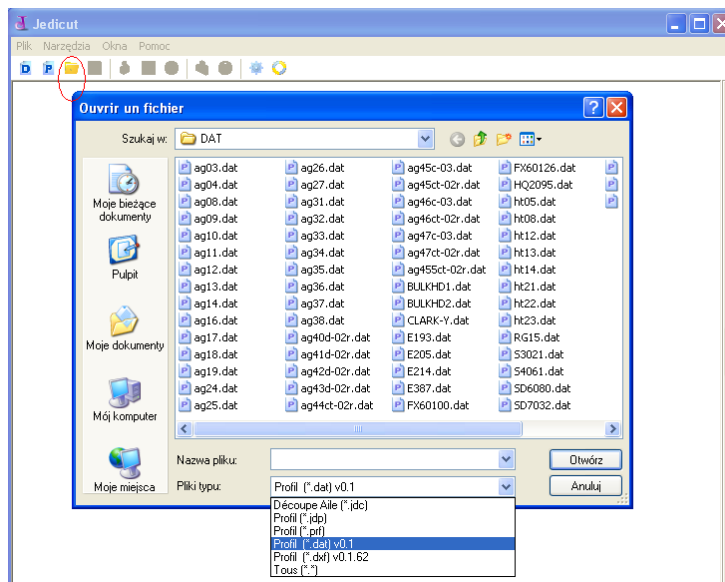 Jedicut
Plik Narzędzia Okna Pomoc
D P
Ouvrir un fichier
Szukaj w: DAT
Moje bieżące dokumenty
Pulpit
Moje dokumenty
Mój komputer
Moje miejsca
ag03.dat ag26.dat ag45c-03.dat FX60126.dat
ag04.dat ag27.dat ag45ct-02r.dat HQ2095.dat
ag08.dat ag31.dat ag46c-03.dat ht05.dat
ag09.dat ag32.dat ag46ct-02r.dat ht08.dat
ag10.dat ag33.dat ag47c-03.dat ht12.dat
ag11.dat ag34.dat ag47ct-02r.dat ht13.dat
ag12.dat ag35.dat ag455ct-02r.dat ht14.dat
ag13.dat ag36.dat BULKHD1.dat ht21.dat
ag14.dat ag37.dat BULKHD2.dat ht22.dat
ag16.dat ag38.dat CLARK-Y.dat ht23.dat
ag17.dat ag40d-02r.dat E193.dat RG15.dat
ag18.dat ag41d-02r.dat E205.dat S3021.dat
ag19.dat ag42d-02r.dat E214.dat S4061.dat
ag24.dat ag43d-02r.dat E387.dat SD6080.dat
ag25.dat ag44ct-02r.dat FX60100.dat SD7032.dat
Nazwa pliku: Otwórz
Pliki typu: Profil (*.dat) v0.1 Anuluj
Découpe Aile (*.jdc)
Profil (*.jdp)
Profil (*.prf)
Profil (*.dat) v0.1
Profil (*.dxf) v0.1.62
Tous (*.*)